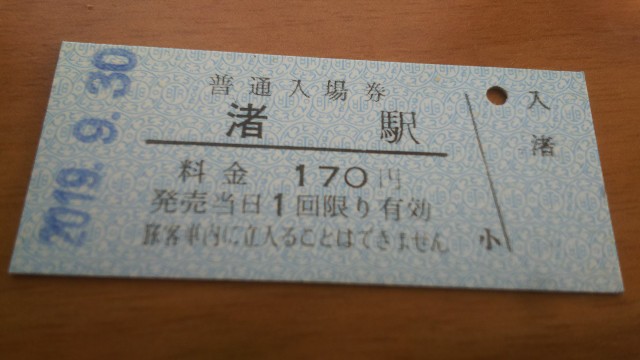 2019.9.30
普通入場券
渚 駅
料金 170円
発売当日1回限り有効
旅客車内に立入ることはできません
入
渚
小